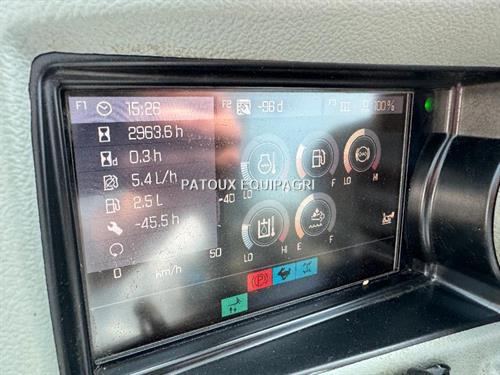 F1 15:26 F2 -96 d F3 III 100%
2963.6 h
d 0.3 h
5.4 L/h
PATOUX EQUIPAGRI
2.5 L
-45.5 h
0 km/h
-40
50
LO E F LO HI
LO HI E F
(P)